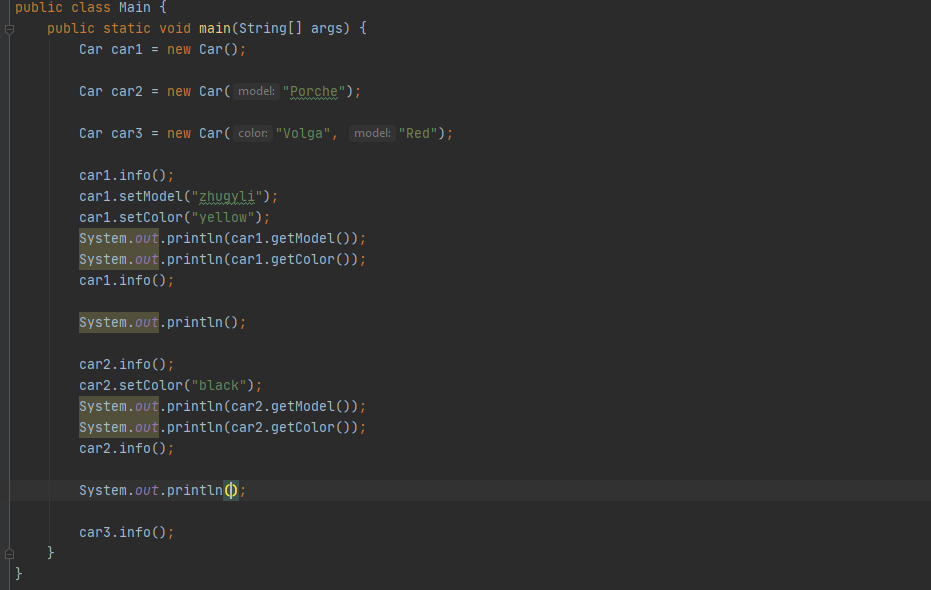 public class Main {
    public static void main(String[] args) {
        Car car1 = new Car();
        Car car2 = new Car( model: "Porche");
        Car car3 = new Car( color: "Volga", model: "Red");
        car1.info();
        car1.setModel("zhugyli");
        car1.setColor("yellow");
        System.out.println(car1.getModel());
        System.out.println(car1.getColor());
        car1.info();
        System.out.println();
        car2.info();
        car2.setColor("black");
        System.out.println(car2.getModel());
        System.out.println(car2.getColor());
        car2.info();
        System.out.println();
        car3.info();
    }
}